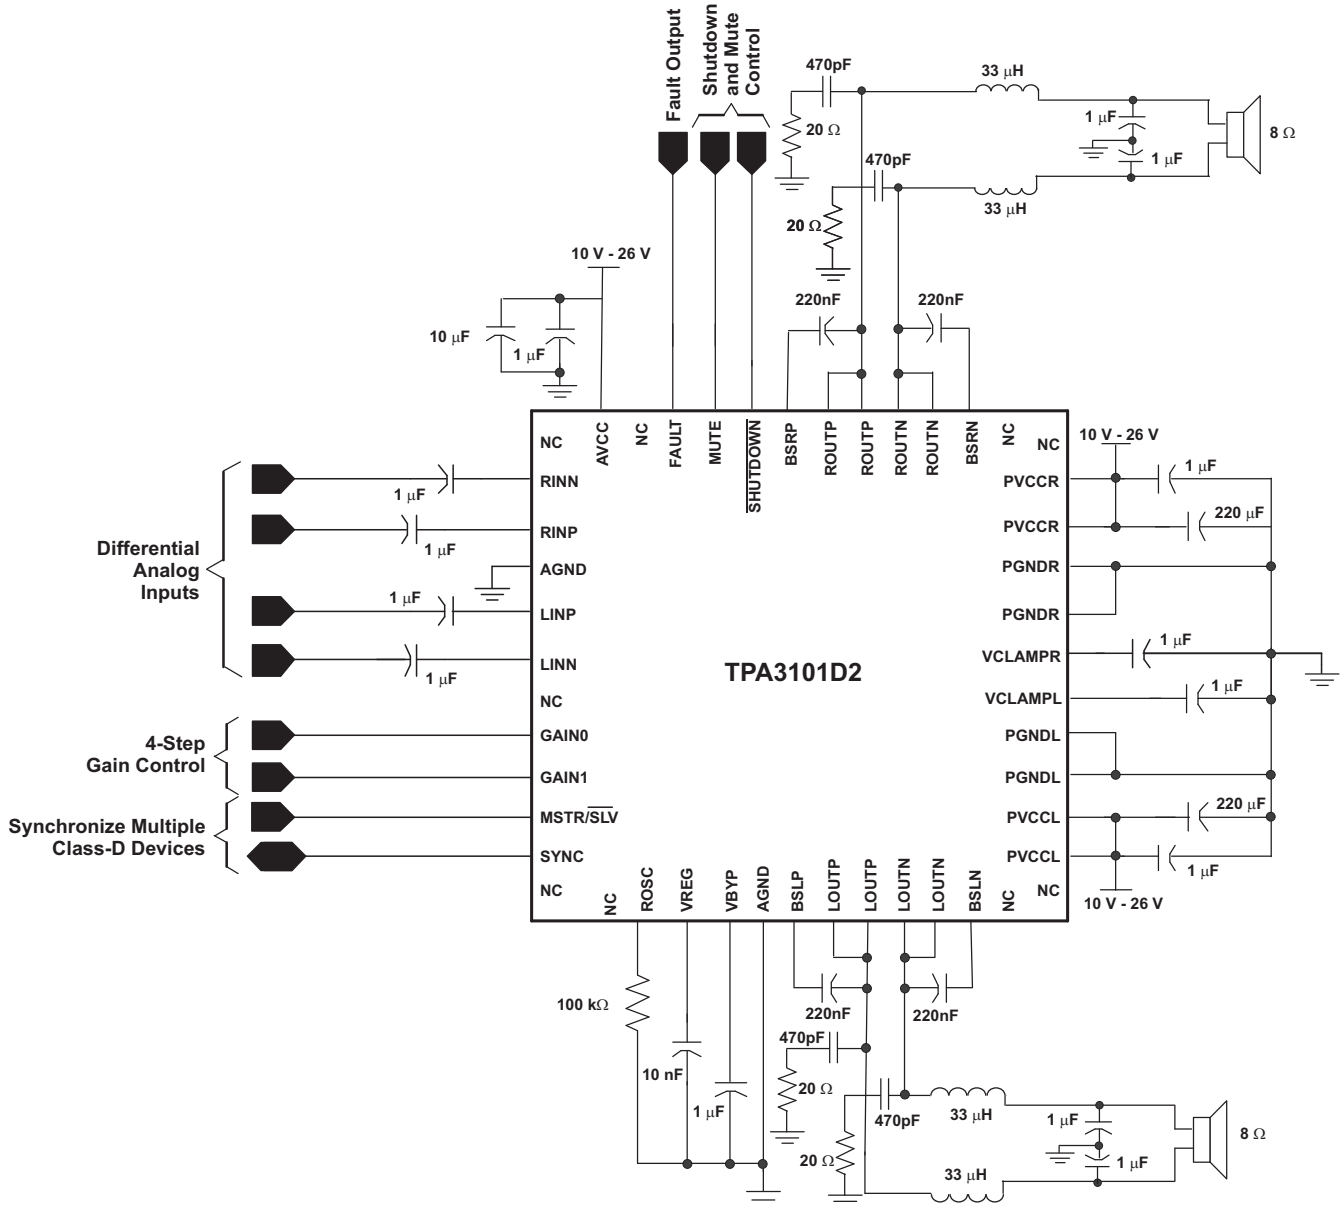 Fault Output
Shutdown
and Mute
Control
470pF
33 μH
20 Ω
1 μF
8 Ω
470pF
1 μF
20 Ω
33 μH
10 V - 26 V
220nF
220nF
10 μF
1 μF
NC
AVCC
NC
FAULT
MUTE
SHUTDOWN
BSRP
ROUTP
ROUTP
ROUTN
ROUTN
BSRN
NC
NC
10 V - 26 V
Differential
Analog
Inputs
1 μF
RINN
1 μF
RINP
AGND
1 μF
LINP
1 μF
LINN
NC
4-Step
Gain Control
GAIN0
GAIN1
Synchronize Multiple
Class-D Devices
MSTR/SLV
SYNC
NC
TPA3101D2
PVCCR
1 μF
PVCCR
220 μF
PGNDR
PGNDR
VCLAMPR
1 μF
VCLAMPL
1 μF
PGNDL
PGNDL
PVCCL
220 μF
PVCCL
1 μF
NC
10 V - 26 V
NC
ROSC
VREG
VBYP
AGND
BSLP
LOUTP
LOUTP
LOUTN
LOUTN
BSLN
NC
100 kΩ
10 nF
1 μF
220nF
220nF
470pF
20 Ω
470pF
33 μH
1 μF
8 Ω
20 Ω
33 μH
1 μF